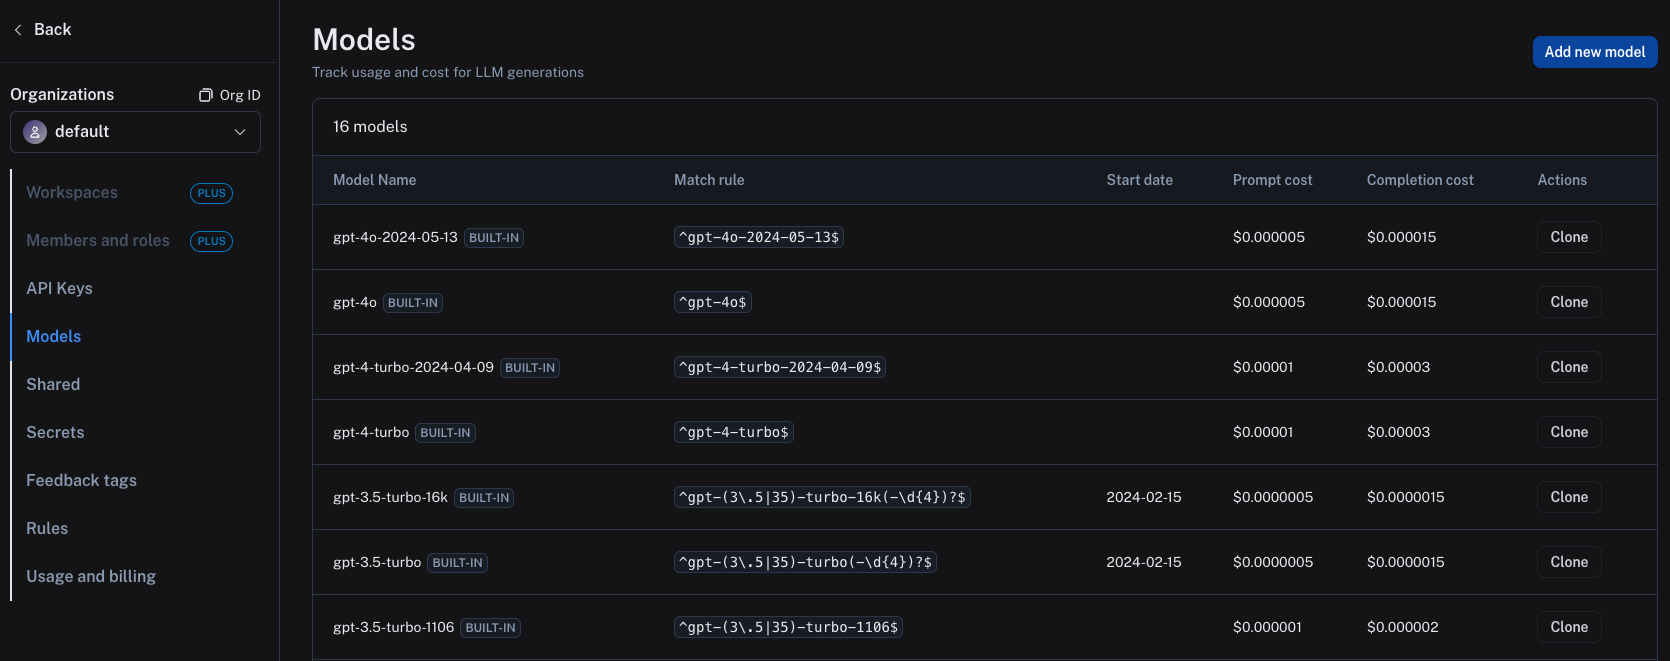 Back
Organizations Org ID
default
Workspaces PLUS
Members and roles PLUS
API Keys
Models
Shared
Secrets
Feedback tags
Rules
Usage and billing
Models
Track usage and cost for LLM generations
Add new model
16 models
Model Name Match rule Start date Prompt cost Completion cost Actions
gpt-4o-2024-05-13 BUILT-IN ^gpt-4o-2024-05-13$ $0.000005 $0.000015 Clone
gpt-4o BUILT-IN ^gpt-4o$ $0.000005 $0.000015 Clone
gpt-4-turbo-2024-04-09 BUILT-IN ^gpt-4-turbo-2024-04-09$ $0.00001 $0.00003 Clone
gpt-4-turbo BUILT-IN ^gpt-4-turbo$ $0.00001 $0.00003 Clone
gpt-3.5-turbo-16k BUILT-IN ^gpt-(3\.5|35)-turbo-16k(-\d{4})?$ 2024-02-15 $0.0000005 $0.0000015 Clone
gpt-3.5-turbo BUILT-IN ^gpt-(3\.5|35)-turbo(-\d{4})?$ 2024-02-15 $0.0000005 $0.0000015 Clone
gpt-3.5-turbo-1106 BUILT-IN ^gpt-(3\.5|35)-turbo-1106$ $0.000001 $0.000002 Clone